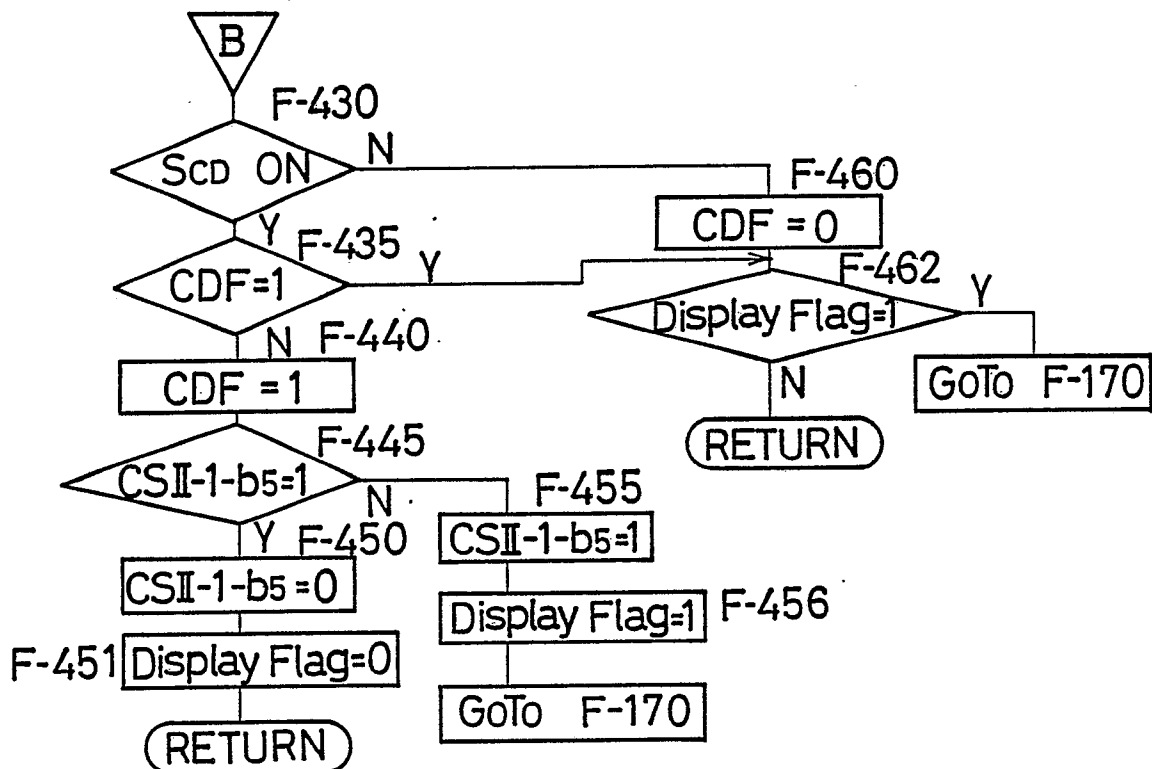 B
F-430
SCD ON
N
Y
F-460
CDF = 0
F-435
CDF=1
Y
F-462
Display Flag=1
Y
N
F-440
CDF = 1
GoTo F-170
N
RETURN
F-445
CSII-1-b5=1
N
F-455
CSII-1-b5=1
Y
F-450
CSII-1-b5=0
Display Flag=1
F-456
F-451
Display Flag=0
GoTo F-170
RETURN